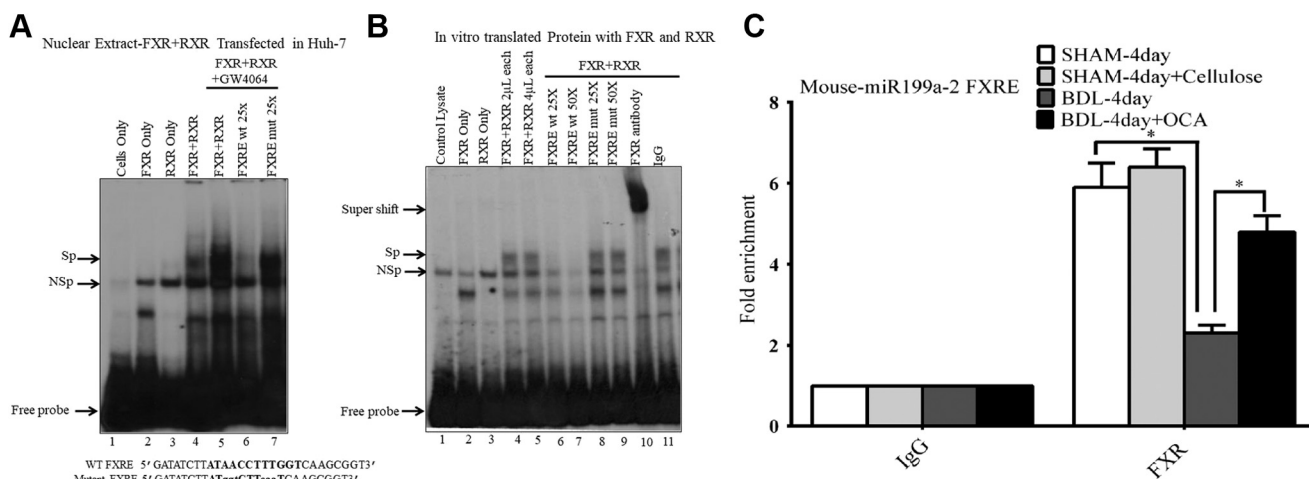 A
Nuclear Extract-FXR+RXR Transfected in Huh-7
FXR+RXR
+GW4064
Cells Only
FXR Only
RXR Only
FXR+RXR
FXR+RXR
FXRE wt 25x
FXRE mut 25x
Sp
NSp
Free probe
1 2 3 4 5 6 7
WT FXRE 5' GATATCTTATAACCTTTGGTCAAGCGGT3'
B
In vitro translated Protein with FXR and RXR
FXR+RXR
Control Lysate
FXR Only
RXR Only
FXR+RXR 2µL each
FXR+RXR 4µL each
FXRE wt 25X
FXRE wt 50X
FXRE mut 25X
FXRE mut 50X
FXR antibody
IgG
Super shift
Sp
NSp
Free probe
1 2 3 4 5 6 7 8 9 10 11
C
SHAM-4day
SHAM-4day+Cellulose
BDL-4day
BDL-4day+OCA
Mouse-miR199a-2 FXRE
*
*
Fold enrichment
8
6
4
2
0
IgG
FXR